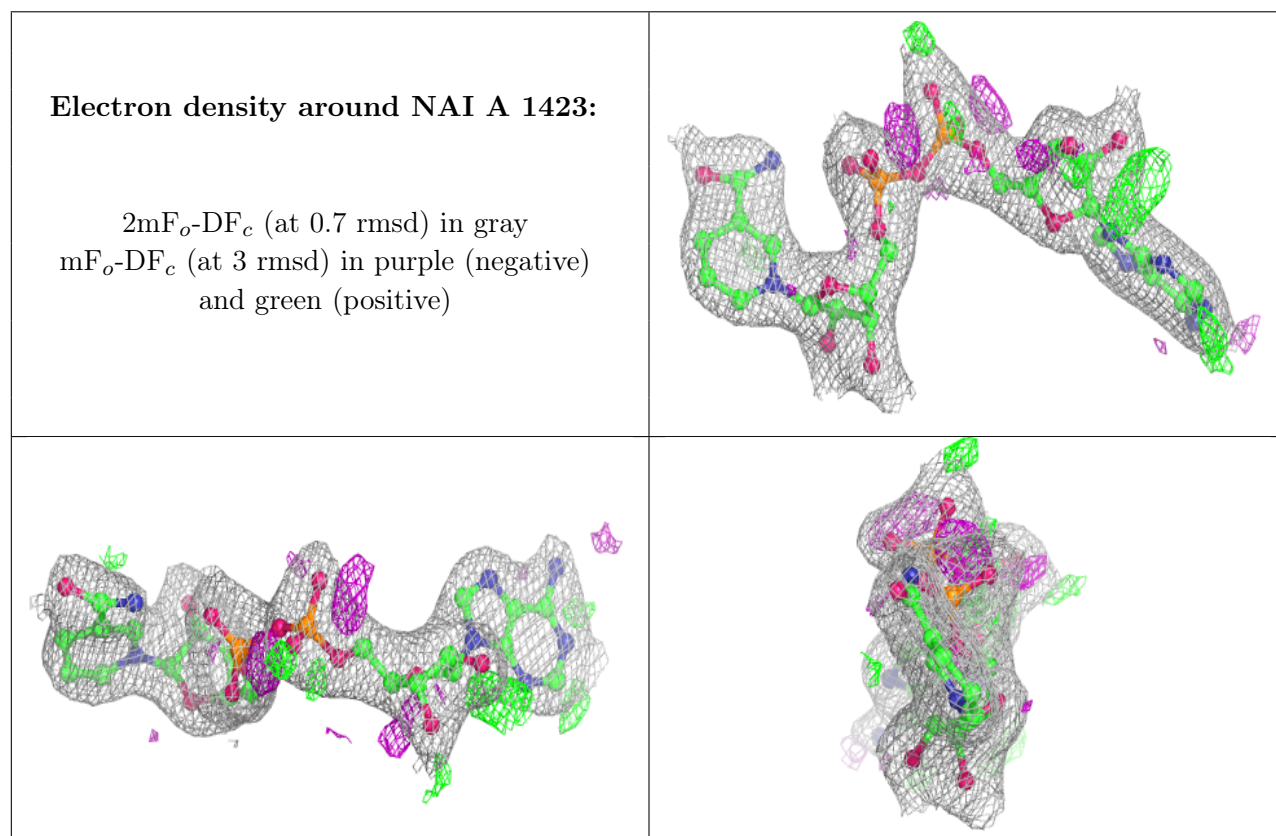 Electron density around NAI A 1423:
2mFo-DFc (at 0.7 rmsd) in gray
mFo-DFc (at 3 rmsd) in purple (negative)
and green (positive)